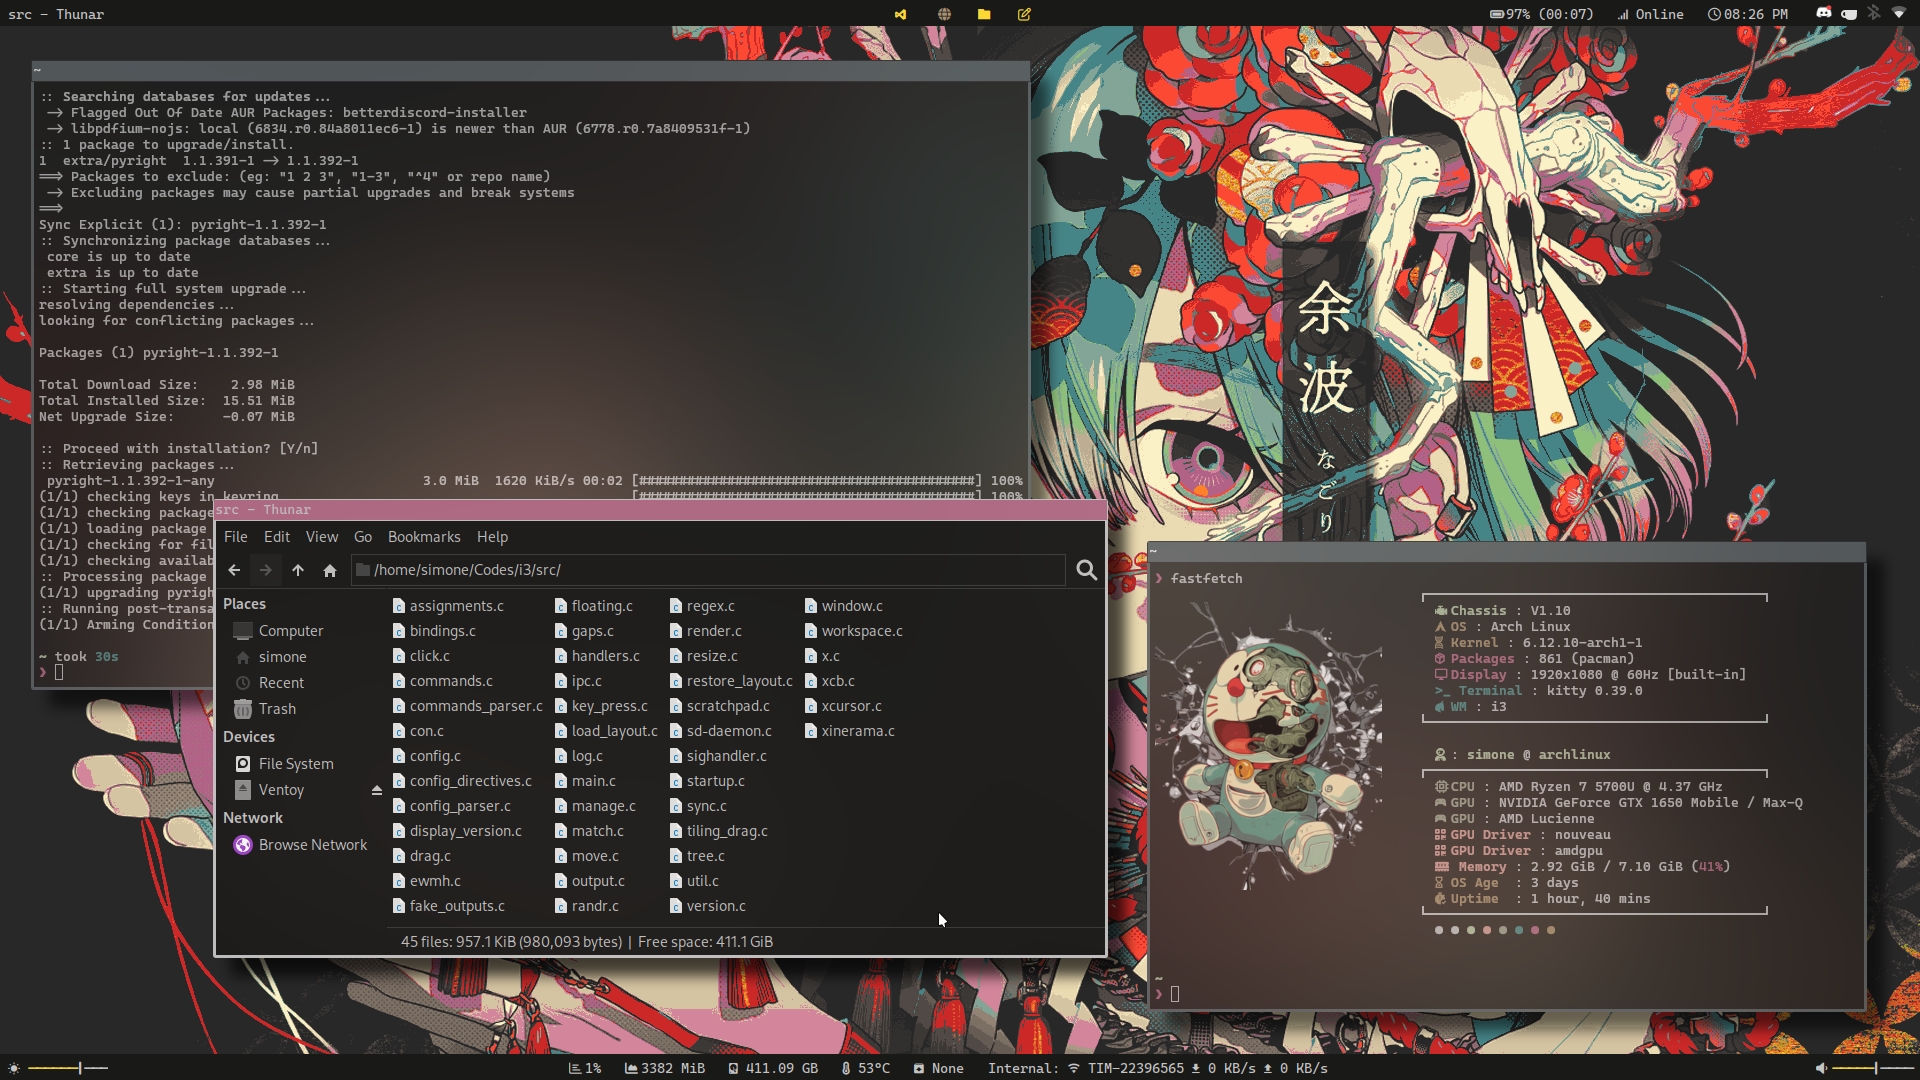 src - Thunar
97% (00:07)
Online
08:26 PM
~
:: Searching databases for updates...
-> Flagged Out Of Date AUR Packages: betterdiscord-installer
-> libpdfium-nojs: local (6834.r0.84a8011ec6-1) is newer than AUR (6778.r0.7a8409531f-1)
:: 1 package to upgrade/install.
1  extra/pyright  1.1.391-1 -> 1.1.392-1
==> Packages to exclude: (eg: "1 2 3", "1-3", "^4" or repo name)
-> Excluding packages may cause partial upgrades and break systems
==>
Sync Explicit (1): pyright-1.1.392-1
:: Synchronizing package databases...
core is up to date
extra is up to date
:: Starting full system upgrade...
resolving dependencies...
looking for conflicting packages...
Packages (1) pyright-1.1.392-1
Total Download Size:    2.98 MiB
Total Installed Size:  15.51 MiB
Net Upgrade Size:      -0.07 MiB
:: Proceed with installation? [Y/n]
:: Retrieving packages...
pyright-1.1.392-1-any    3.0 MiB  1620 KiB/s 00:02 [##########################################] 100%
(1/1) checking keys in keyring    [##########################################] 100%
(1/1) checking package
(1/1) loading package
(1/1) checking for fil
(1/1) checking availab
:: Processing package
(1/1) upgrading pyrigh
:: Running post-transa
(1/1) Arming Condition
~ took 30s
❯
余波
なごり
src - Thunar
File Edit View Go Bookmarks Help
/home/simone/Codes/i3/src/
Places
Computer
simone
Recent
Trash
Devices
File System
Ventoy
Network
Browse Network
assignments.c
bindings.c
click.c
commands.c
commands_parser.c
con.c
config.c
config_directives.c
config_parser.c
display_version.c
drag.c
ewmh.c
fake_outputs.c
floating.c
gaps.c
handlers.c
ipc.c
key_press.c
load_layout.c
log.c
main.c
manage.c
match.c
move.c
output.c
randr.c
regex.c
render.c
resize.c
restore_layout.c
scratchpad.c
sd-daemon.c
sighandler.c
startup.c
sync.c
tiling_drag.c
tree.c
util.c
version.c
window.c
workspace.c
x.c
xcb.c
xcursor.c
xinerama.c
45 files: 957.1 KiB (980,093 bytes) | Free space: 411.1 GiB
~
❯ fastfetch
Chassis : V1.10
OS : Arch Linux
Kernel : 6.12.10-arch1-1
Packages : 861 (pacman)
Display : 1920x1080 @ 60Hz [built-in]
>_ Terminal : kitty 0.39.0
WM : i3
: simone @ archlinux
CPU : AMD Ryzen 7 5700U @ 4.37 GHz
GPU : NVIDIA GeForce GTX 1650 Mobile / Max-Q
GPU : AMD Lucienne
GPU Driver : nouveau
GPU Driver : amdgpu
Memory : 2.92 GiB / 7.10 GiB (41%)
OS Age : 3 days
Uptime : 1 hour, 40 mins
~
❯
1%
3382 MiB
411.09 GB
53°C
None
Internal: TIM-22396565 0 KB/s 0 KB/s